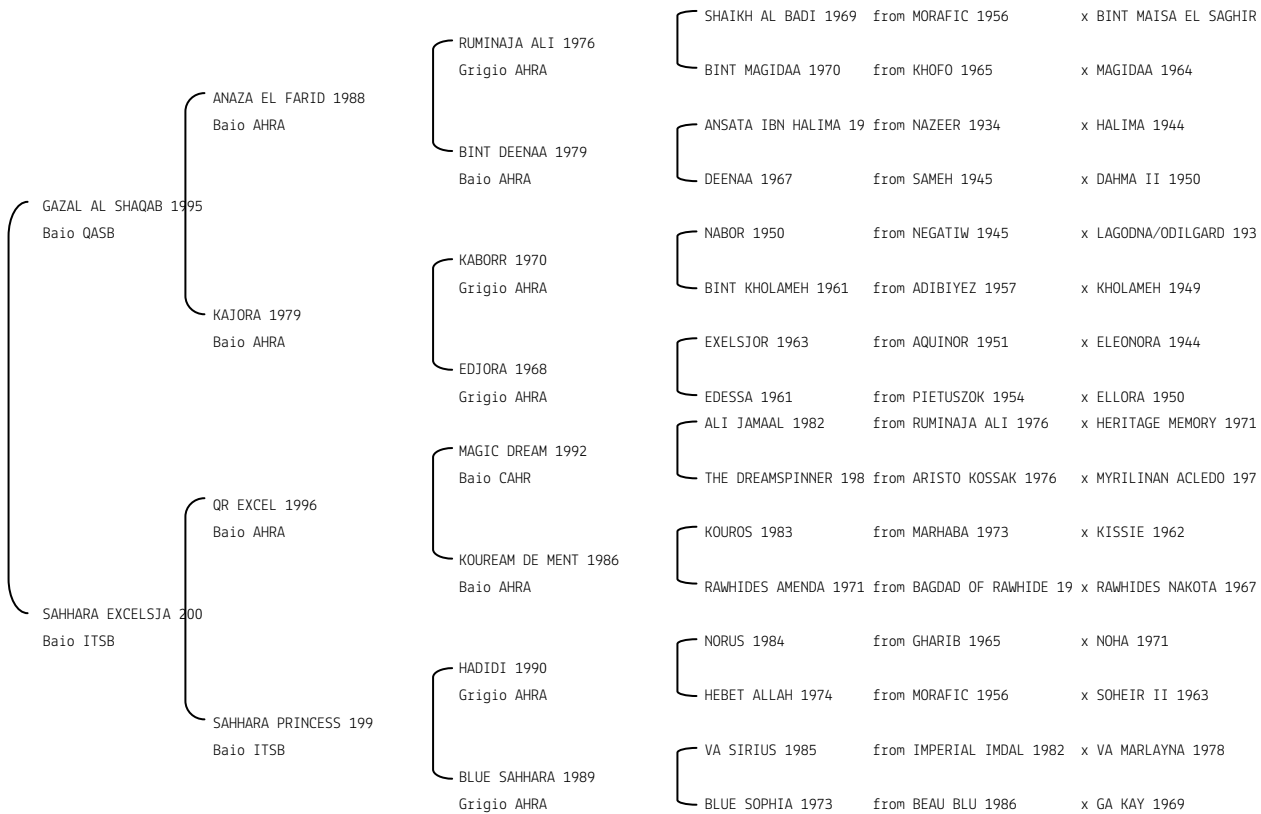 SHAIKH AL BADI 1969 from MORAFIC 1956 x BINT MAISA EL SAGHIR
RUMINAJA ALI 1976
Grigio AHRA
BINT MAGIDAA 1970 from KHOFO 1965 x MAGIDAA 1964
ANAZA EL FARID 1988
Baio AHRA
ANSATA IBN HALIMA 19 from NAZEER 1934 x HALIMA 1944
BINT DEENAA 1979
Baio AHRA
DEENAA 1967 from SAMEH 1945 x DAHMA II 1950
GAZAL AL SHAQAB 1995
Baio QASB
NABOR 1950 from NEGATIW 1945 x LAGODNA/ODILGARD 193
KABORR 1970
Grigio AHRA
BINT KHOLAMEH 1961 from ADIBIYEZ 1957 x KHOLAMEH 1949
KAJORA 1979
Baio AHRA
EXELSJOR 1963 from AQUINOR 1951 x ELEONORA 1944
EDJORA 1968
Grigio AHRA
EDESSA 1961 from PIETUSZOK 1954 x ELLORA 1950
ALI JAMAAL 1982 from RUMINAJA ALI 1976 x HERITAGE MEMORY 1971
MAGIC DREAM 1992
Baio CAHR
THE DREAMSPINNER 198 from ARISTO KOSSAK 1976 x MYRILINAN ACLEDO 197
QR EXCEL 1996
Baio AHRA
KOUROS 1983 from MARHABA 1973 x KISSIE 1962
KOUREAM DE MENT 1986
Baio AHRA
RAWHIDES AMENDA 1971 from BAGDAD OF RAWHIDE 19 x RAWHIDES NAKOTA 1967
SAHHARA EXCELSJA 200
Baio ITSB
NORUS 1984 from GHARIB 1965 x NOHA 1971
HADIDI 1990
Grigio AHRA
HEBET ALLAH 1974 from MORAFIC 1956 x SOHEIR II 1963
SAHHARA PRINCESS 199
Baio ITSB
VA SIRIUS 1985 from IMPERIAL IMDAL 1982 x VA MARLAYNA 1978
BLUE SAHHARA 1989
Grigio AHRA
BLUE SOPHIA 1973 from BEAU BLU 1986 x GA KAY 1969